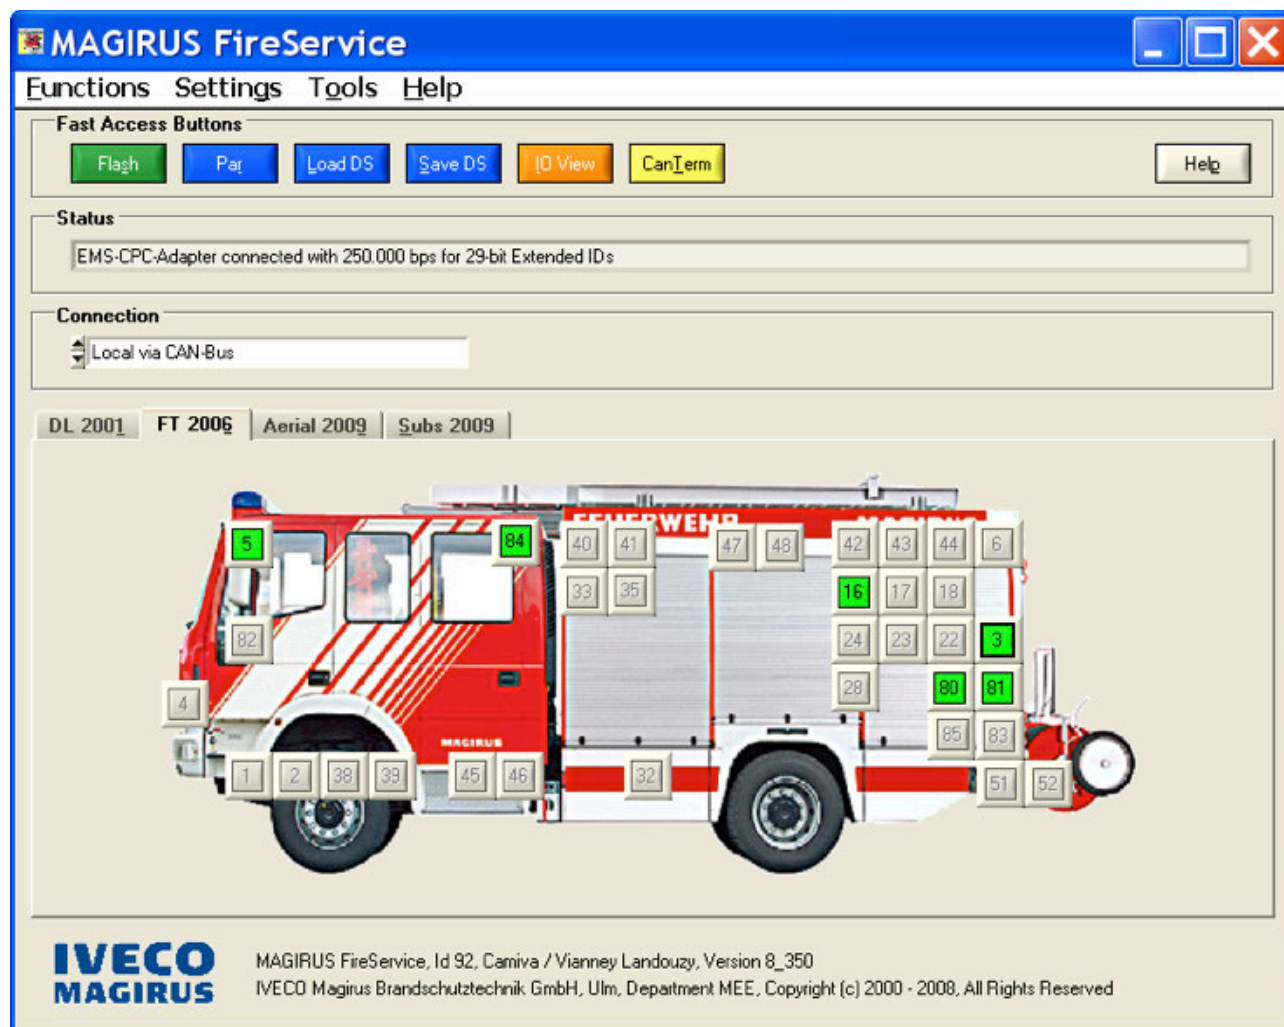 MAGIRUS FireService
Functions Settings Tools Help
Fast Access Buttons
Flash Par Load DS Save DS IO View CanTerm Help
Status
EMS-CPC-Adapter connected with 250.000 bps for 29-bit Extended IDs
Connection
Local via CAN-Bus
DL 2001 FT 2006 Aerial 2009 Subs 2009
FEUERWEHR MAGIRUS
5 84 40 41 47 48 42 43 44 6
33 35 16 17 18
82 24 23 22 3
4 28 80 81
MAGIRUS 85 83
1 2 38 39 45 46 32 51 52
IVECO
MAGIRUS
MAGIRUS FireService, Id 92, Camiva / Vianney Landouzy, Version 8_350
IVECO Magirus Brandschutztechnik GmbH, Ulm, Department MEE, Copyright (c) 2000 - 2008, All Rights Reserved